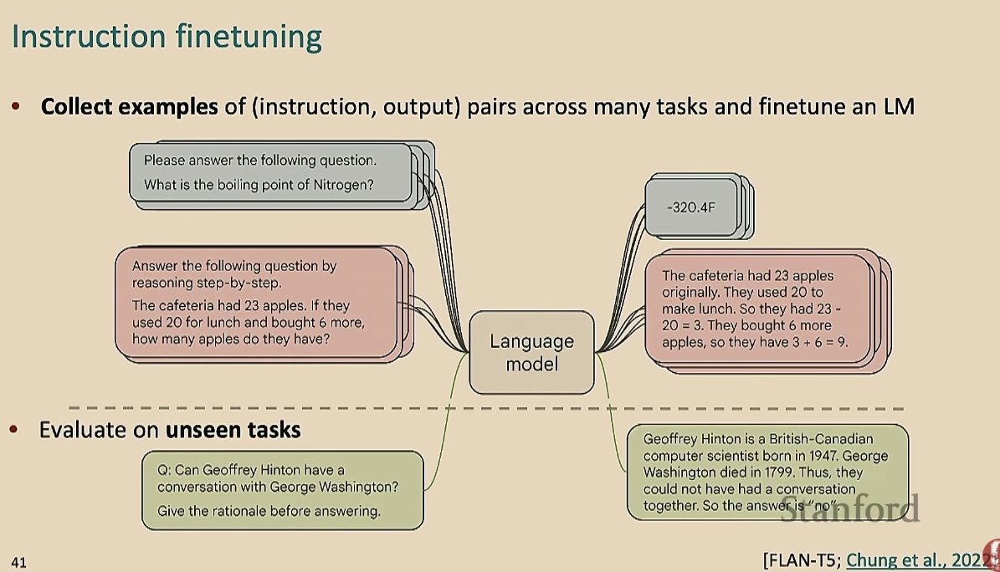 Instruction finetuning
• Collect examples of (instruction, output) pairs across many tasks and finetune an LM
Please answer the following question.
What is the boiling point of Nitrogen?
-320.4F
Answer the following question by
reasoning step-by-step.
The cafeteria had 23 apples. If they
used 20 for lunch and bought 6 more,
how many apples do they have?
Language
model
The cafeteria had 23 apples
originally. They used 20 to
make lunch. So they had 23 -
20 = 3. They bought 6 more
apples, so they have 3 + 6 = 9.
• Evaluate on unseen tasks
Q: Can Geoffrey Hinton have a
conversation with George Washington?
Give the rationale before answering.
Geoffrey Hinton is a British-Canadian
computer scientist born in 1947. George
Washington died in 1799. Thus, they
could not have had a conversation
together. So the answer is “no”.
Stanford
41
[FLAN-T5; Chung et al., 2022